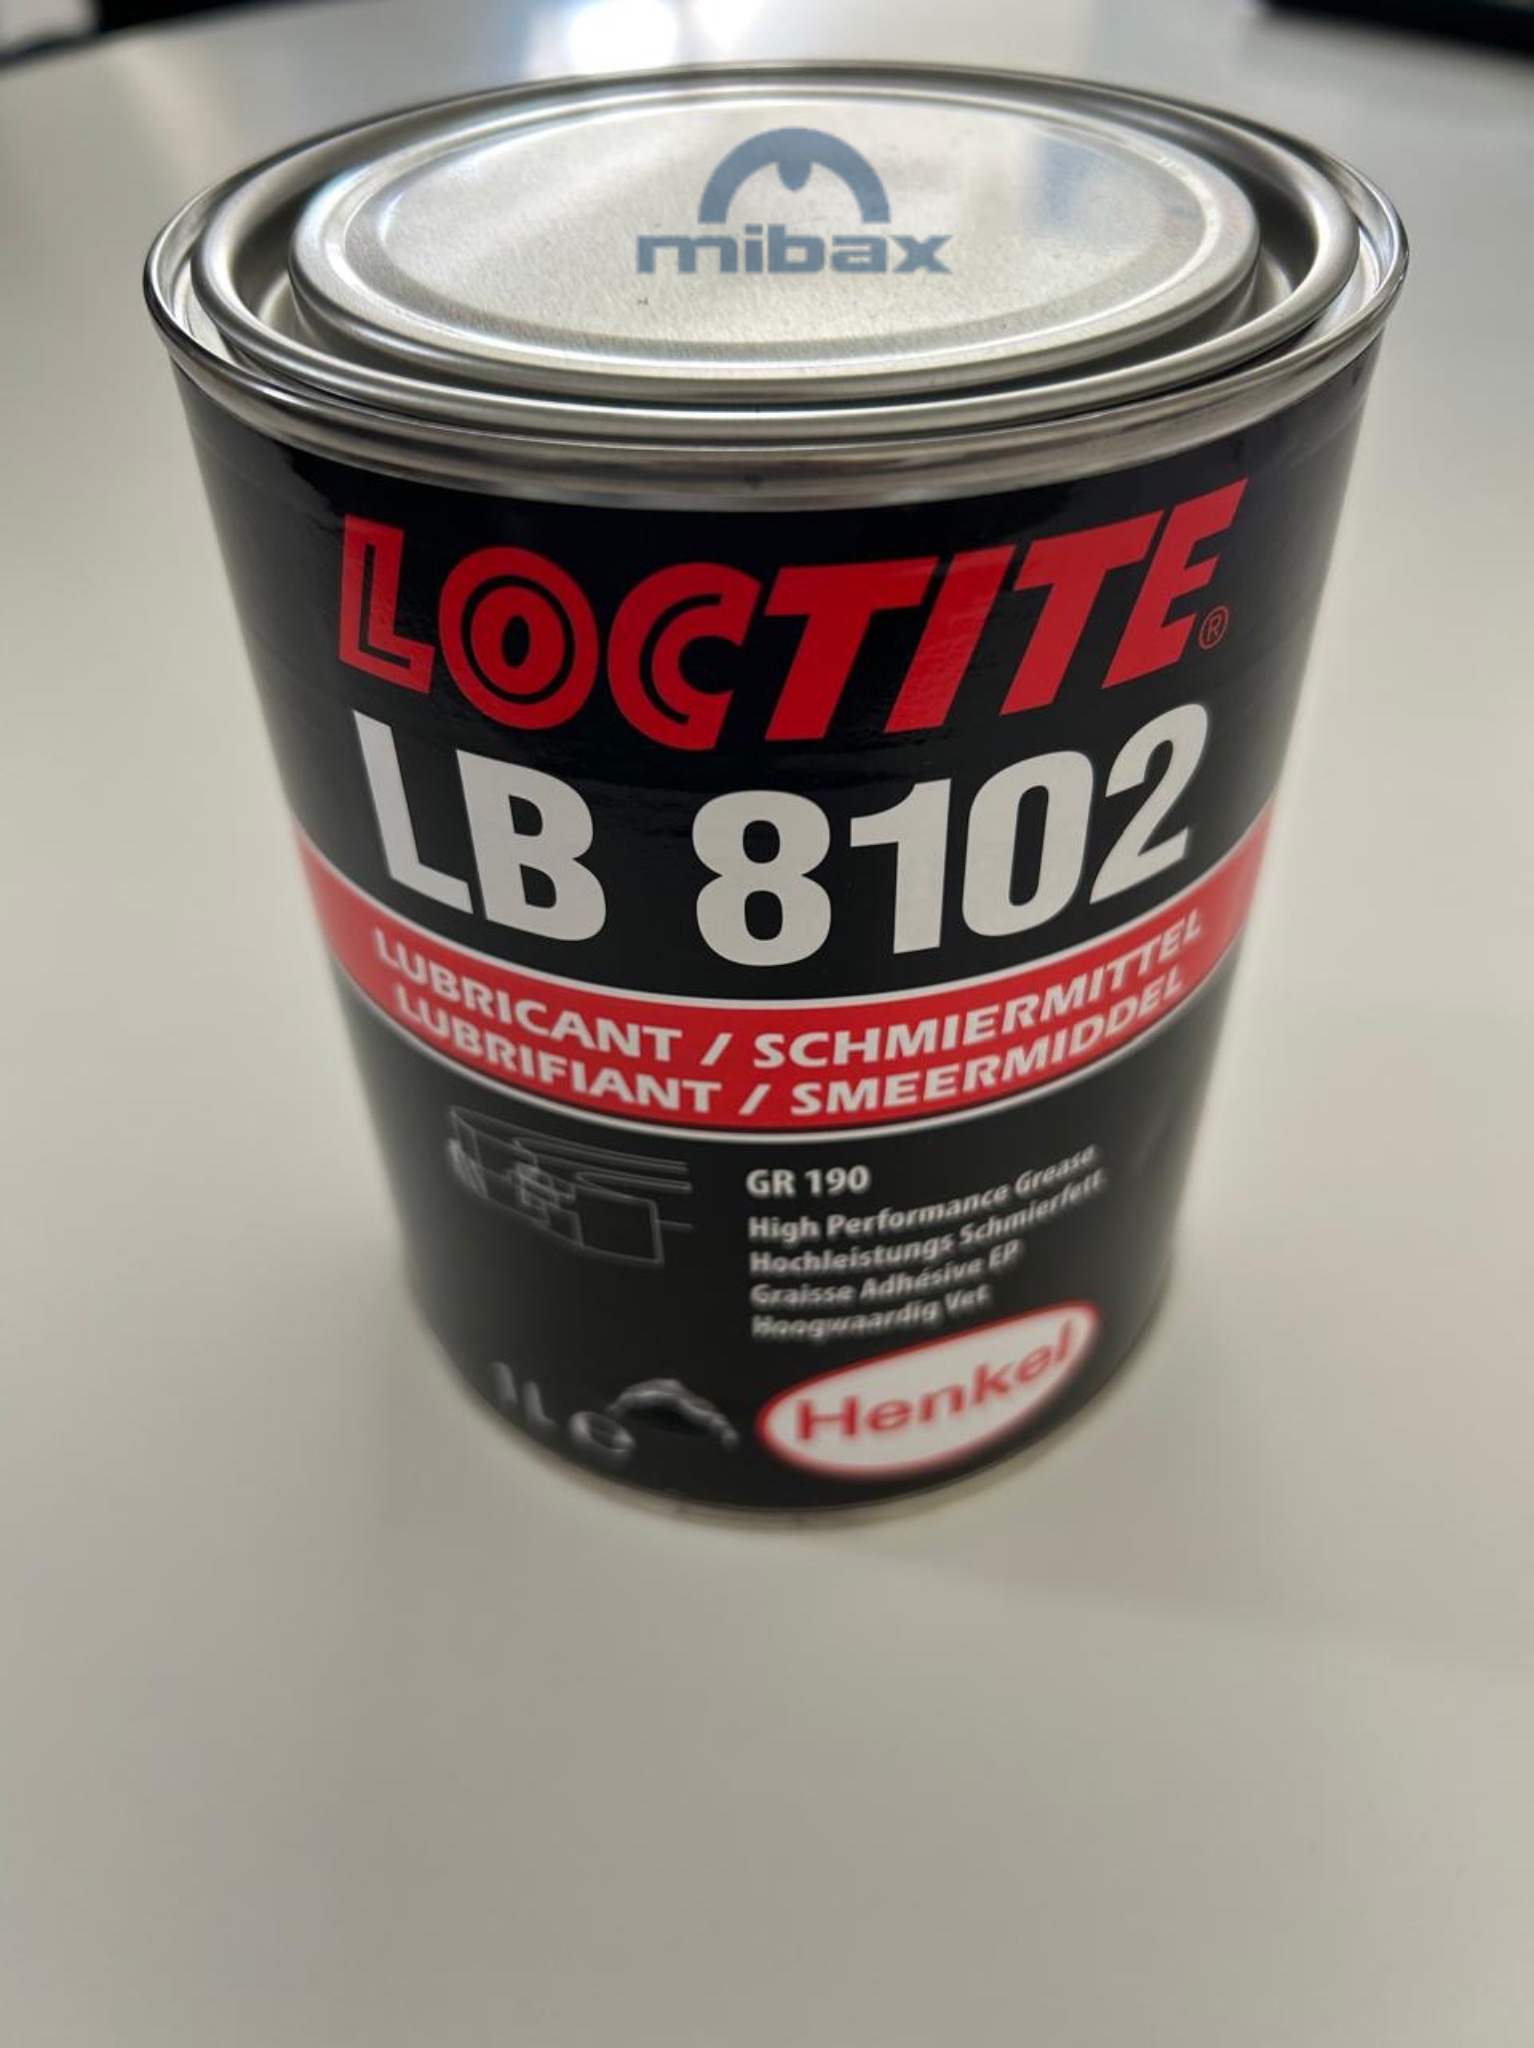 mibax
LOCTITE®
LB 8102
LUBRICANT / SCHMIERMITTEL
LUBRIFIANT / SMEERMIDDEL
GR 190
High Performance Grease
Hochleistungs Schmierfett
Graisse Adhésive EP
Hoogwaardig Vet
1L
Henkel